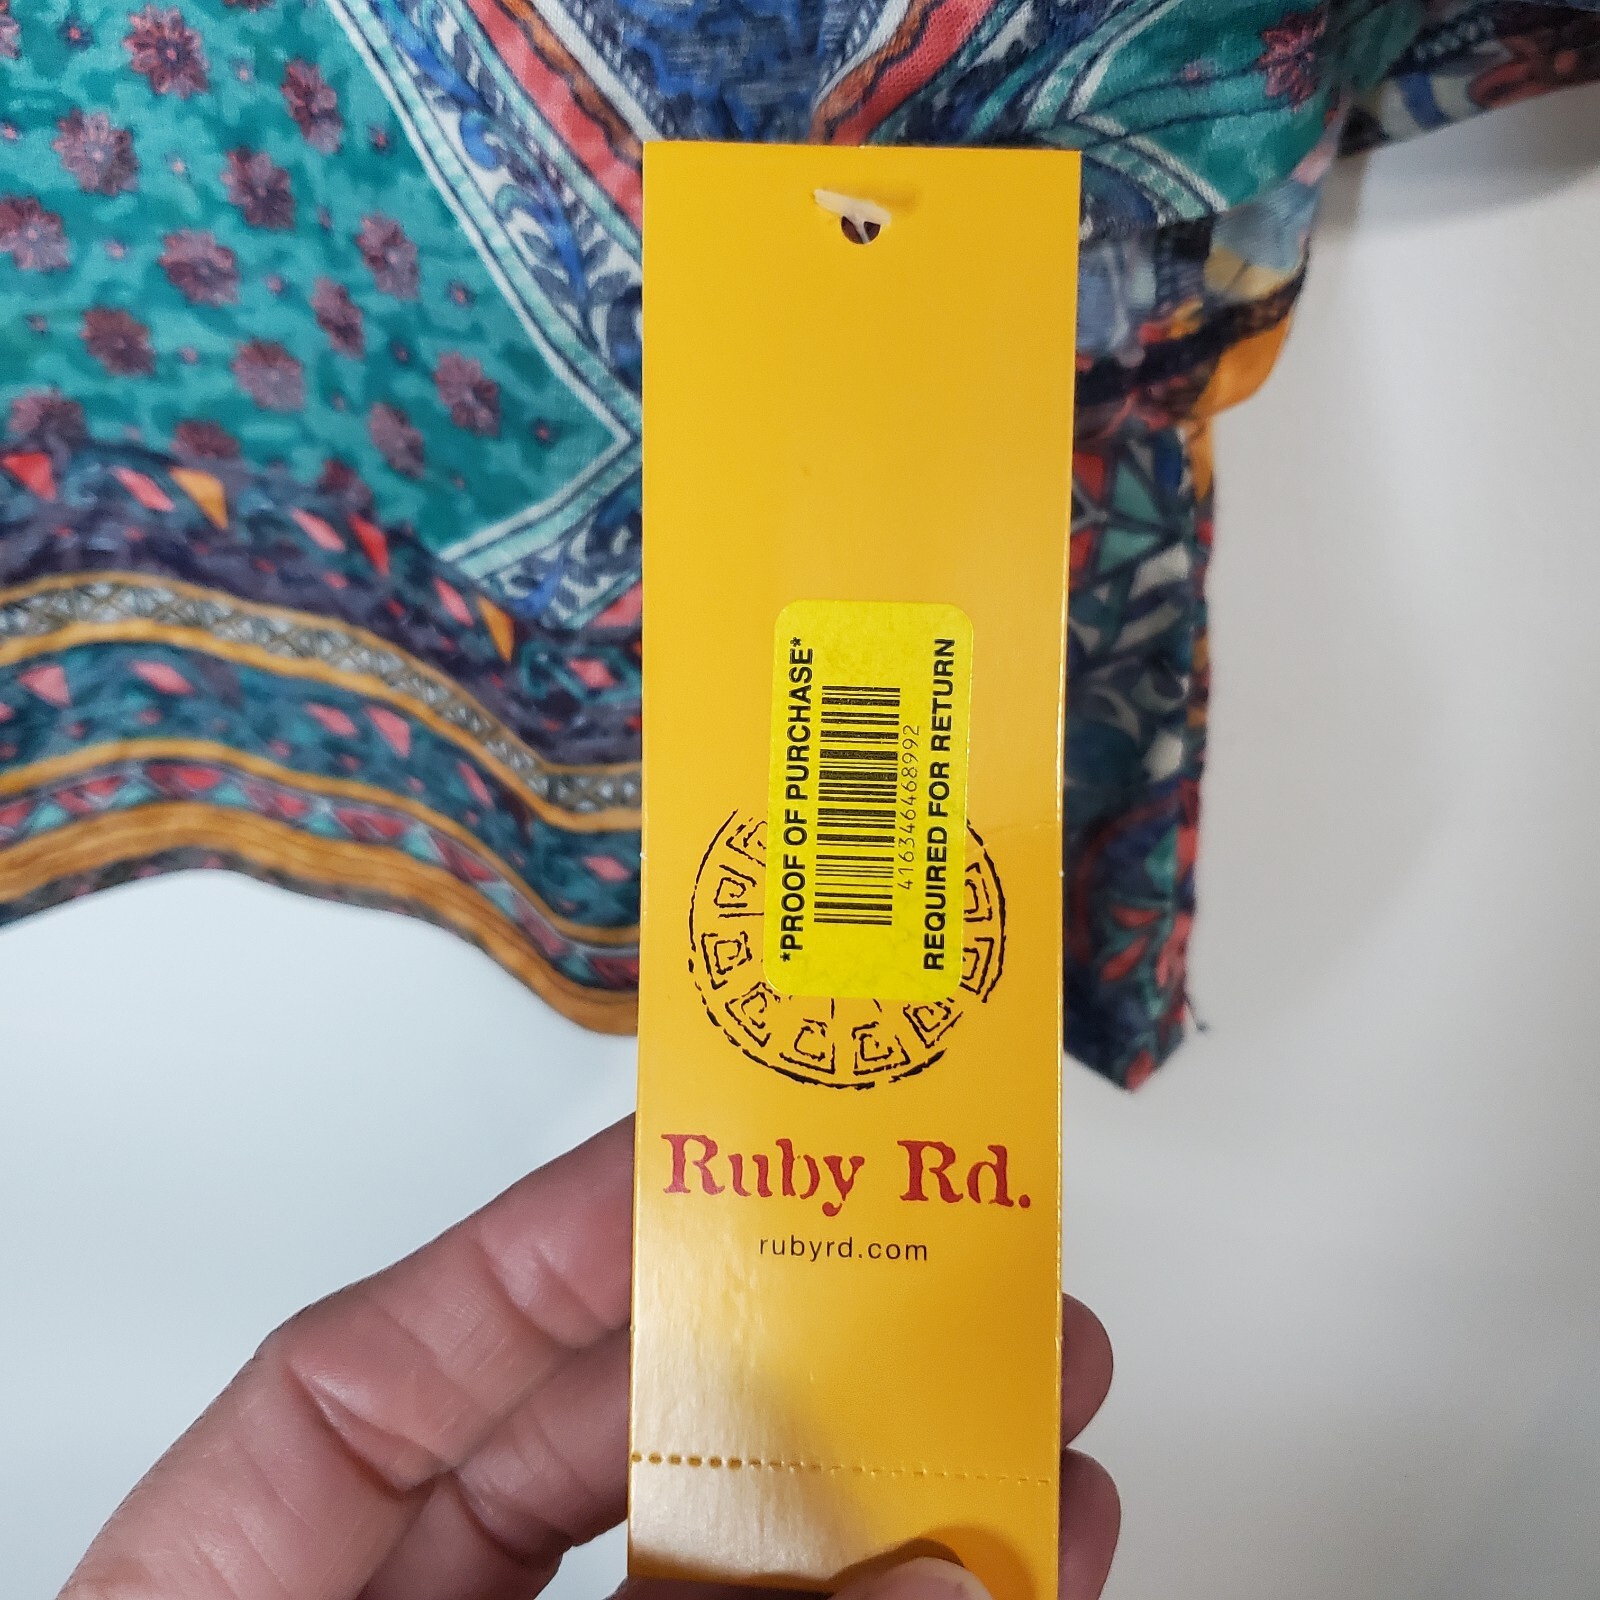 *PROOF OF PURCHASE*
416346468992
REQUIRED FOR RETURN
Ruby Rd.
rubyrd.com